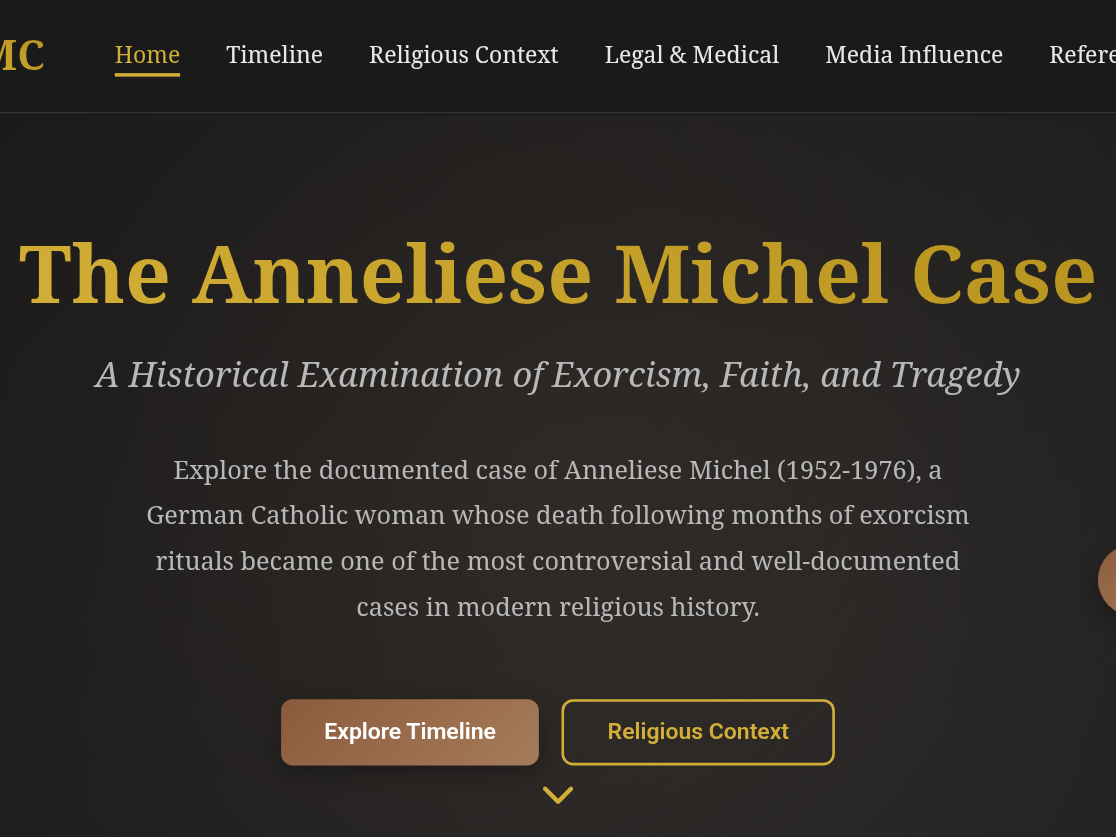 MC Home Timeline Religious Context Legal & Medical Media Influence
The Anneliese Michel Case
A Historical Examination of Exorcism, Faith, and Tragedy
Explore the documented case of Anneliese Michel (1952-1976), a
German Catholic woman whose death following months of exorcism
rituals became one of the most controversial and well-documented
cases in modern religious history.
Explore Timeline Religious Context